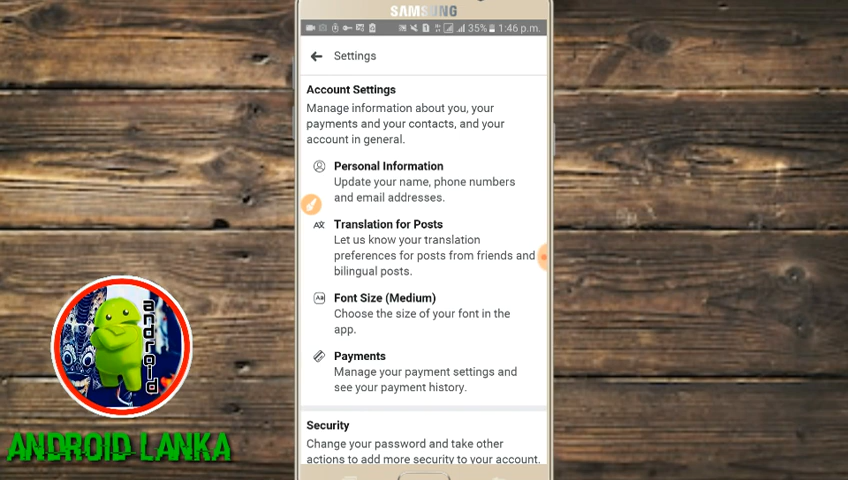 SAMSUNG
35% 1:46 p.m.
Settings
Account Settings
Manage information about you, your
payments and your contacts, and your
account in general.
Personal Information
Update your name, phone numbers
and email addresses.
Translation for Posts
Let us know your translation
preferences for posts from friends and
bilingual posts.
Font Size (Medium)
Choose the size of your font in the
app.
Payments
Manage your payment settings and
see your payment history.
Security
Change your password and take other
actions to add more security to your account.
android
ANDROID LANKA